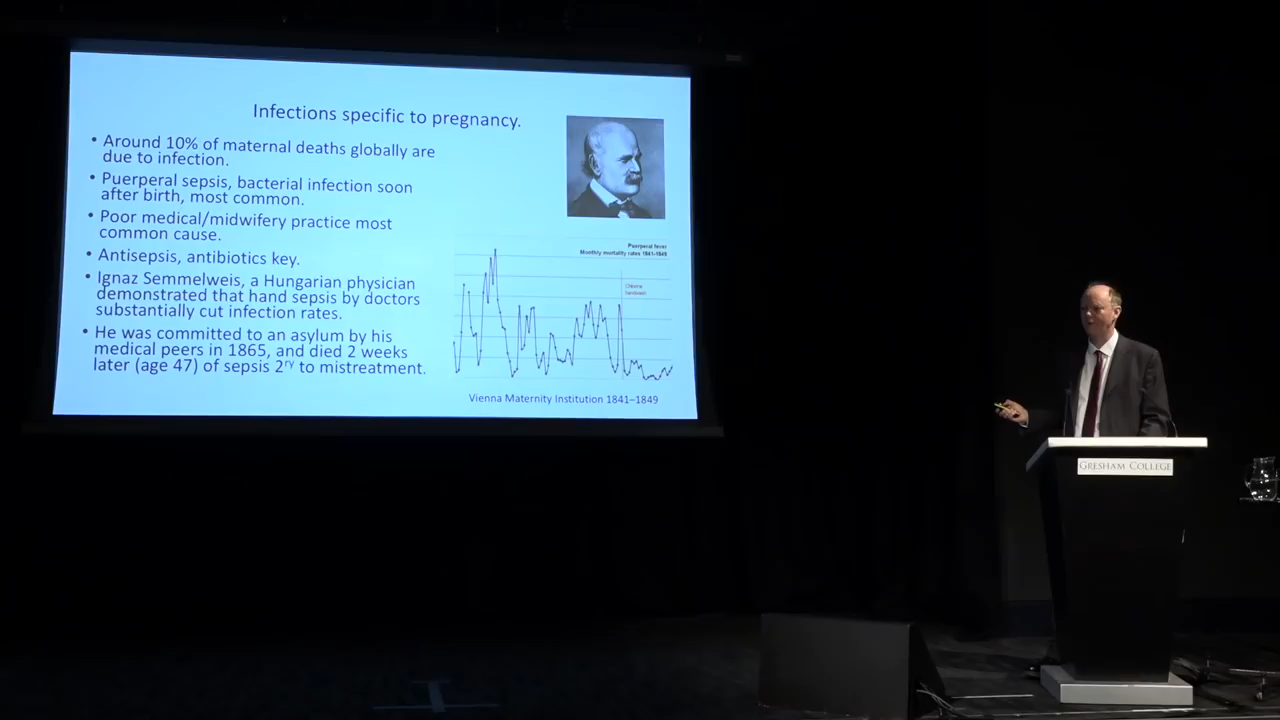 Infections specific to pregnancy.
• Around 10% of maternal deaths globally are
due to infection.
• Puerperal sepsis, bacterial infection soon
after birth, most common.
• Poor medical/midwifery practice most
common cause.
• Antisepsis, antibiotics key.
• Ignaz Semmelweis, a Hungarian physician
demonstrated that hand sepsis by doctors
substantially cut infection rates.
• He was committed to an asylum by his
medical peers in 1865, and died 2 weeks
later (age 47) of sepsis 2ry to mistreatment.
Puerperal fever
Monthly mortality rates 1841-1849
Chlorine
handwash
Vienna Maternity Institution 1841–1849
GRESHAM COLLEGE